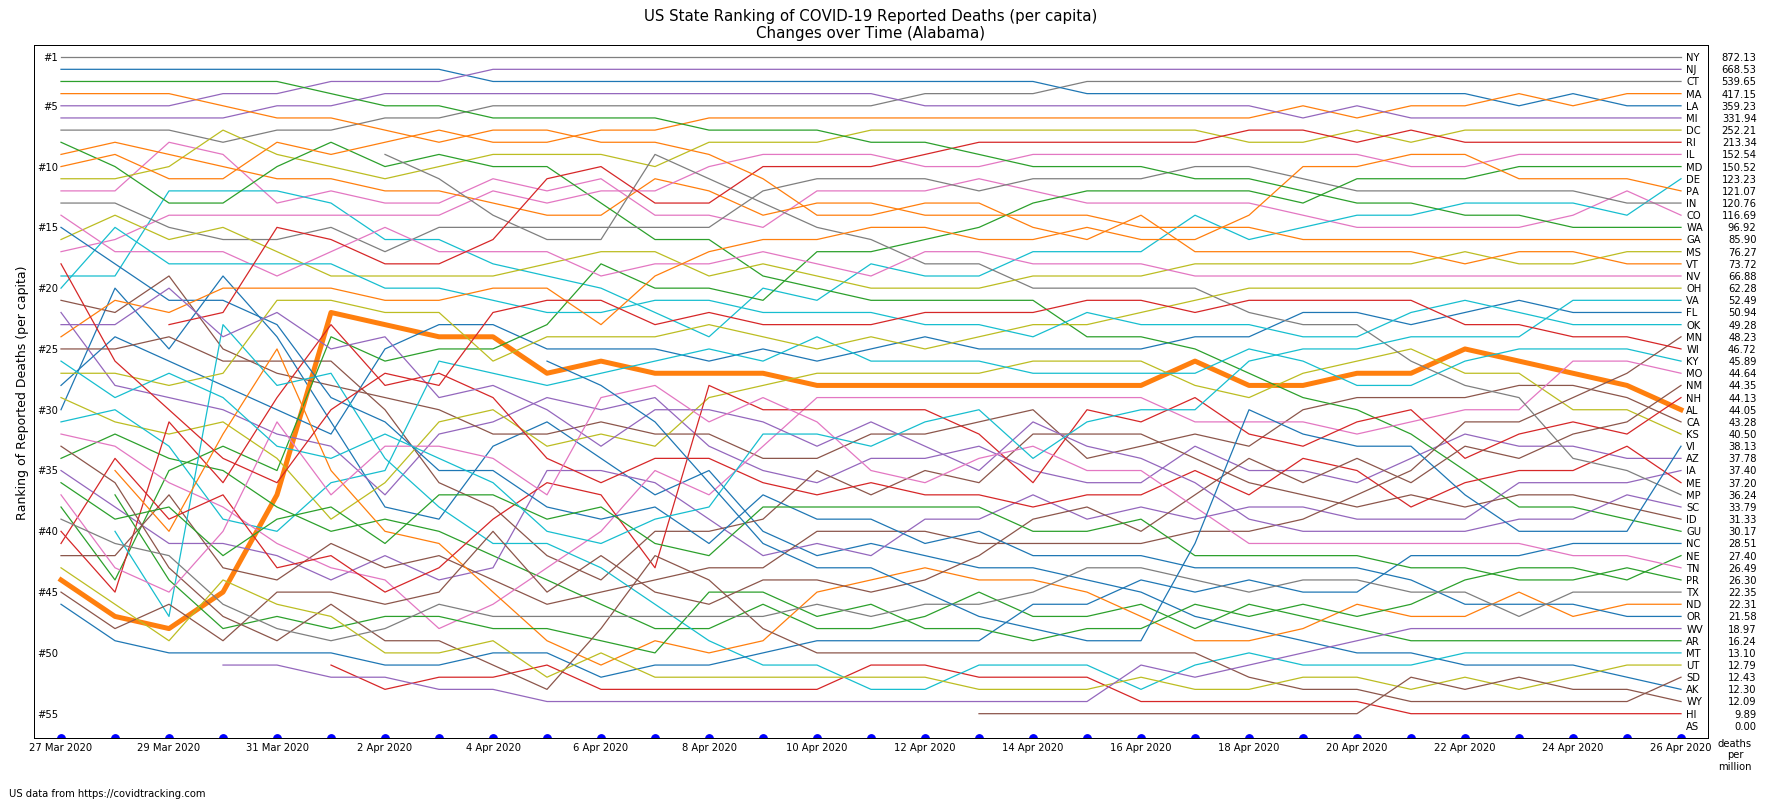 US State Ranking of COVID-19 Reported Deaths (per capita)
Changes over Time (Alabama)
Ranking of Reported Deaths (per capita)
#1
#5
#10
#15
#20
#25
#30
#35
#40
#45
#50
#55
NY 872.13
NJ 668.53
CT 539.65
MA 417.15
LA 359.23
MI 331.94
DC 252.21
RI 213.34
IL 152.54
MD 150.52
DE 123.23
PA 121.07
IN 120.76
CO 116.69
WA 96.92
GA 85.90
MS 76.27
VT 73.72
NV 66.88
OH 62.28
VA 52.49
FL 50.94
OK 49.28
MN 48.23
WI 46.72
KY 45.89
MO 44.64
NM 44.35
NH 44.13
AL 44.05
CA 43.28
KS 40.50
VI 38.13
AZ 37.78
IA 37.40
ME 37.20
MP 36.24
SC 33.79
ID 31.33
GU 30.17
NC 28.51
NE 27.40
TN 26.49
PR 26.30
TX 22.35
ND 22.31
OR 21.58
WV 18.97
AR 16.24
MT 13.10
UT 12.79
SD 12.43
AK 12.30
WY 12.09
HI 9.89
AS 0.00
27 Mar 2020
29 Mar 2020
31 Mar 2020
2 Apr 2020
4 Apr 2020
6 Apr 2020
8 Apr 2020
10 Apr 2020
12 Apr 2020
14 Apr 2020
16 Apr 2020
18 Apr 2020
20 Apr 2020
22 Apr 2020
24 Apr 2020
26 Apr 2020
deaths
per
million
US data from https://covidtracking.com